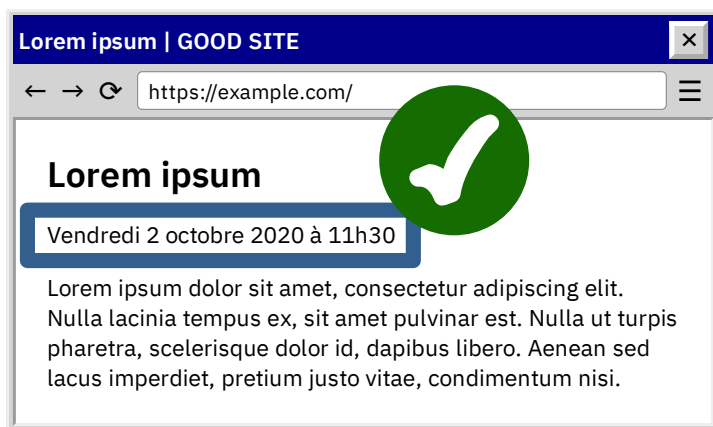 Lorem ipsum | GOOD SITE
https://example.com/
Lorem ipsum
Vendredi 2 octobre 2020 à 11h30
Lorem ipsum dolor sit amet, consectetur adipiscing elit.
Nulla lacinia tempus ex, sit amet pulvinar est. Nulla ut turpis
pharetra, scelerisque dolor id, dapibus libero. Aenean sed
lacus imperdiet, pretium justo vitae, condimentum nisi.